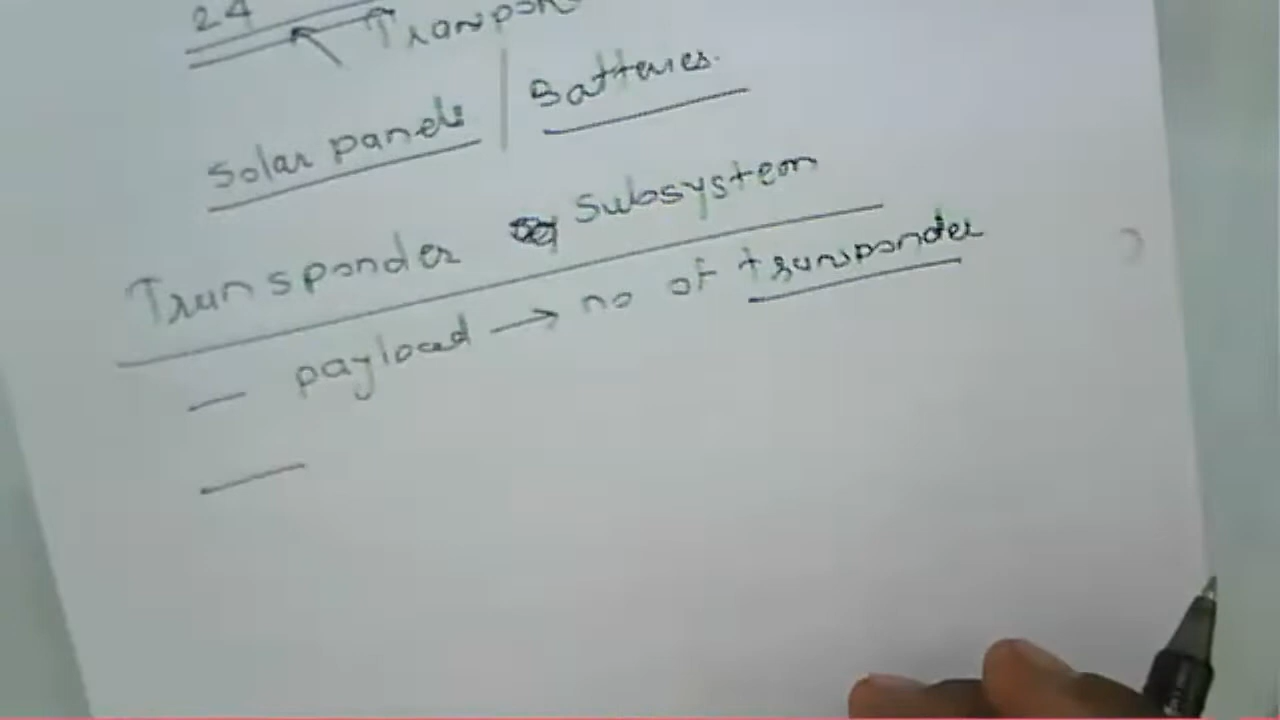 24
Solar panels | Batteries.
Transponder Subsystem
— payload → no of transponder
—